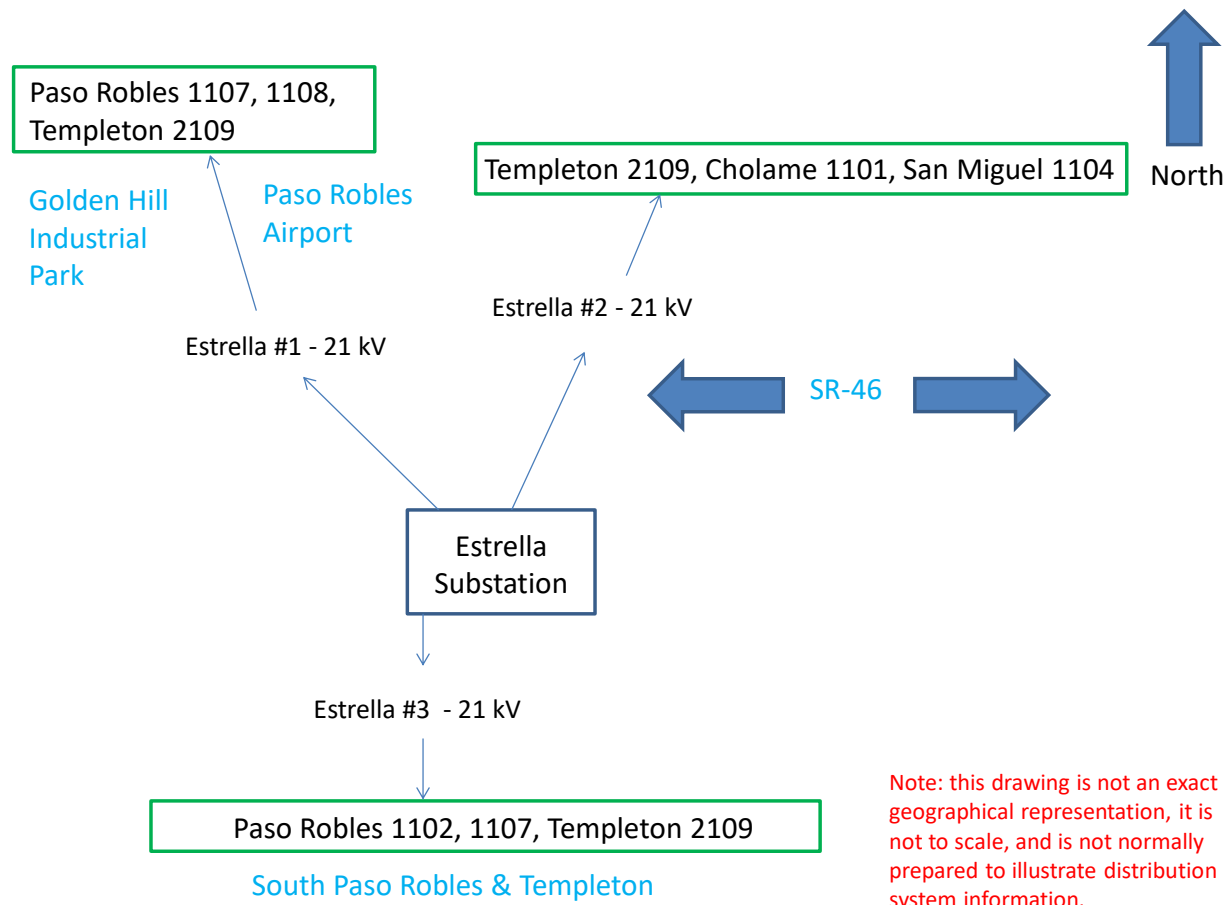 Paso Robles 1107, 1108,
Templeton 2109
Templeton 2109, Cholame 1101, San Miguel 1104
North
Golden Hill
Industrial
Park
Paso Robles
Airport
Estrella #2 - 21 kV
Estrella #1 - 21 kV
SR-46
Estrella
Substation
Estrella #3 - 21 kV
Paso Robles 1102, 1107, Templeton 2109
South Paso Robles & Templeton
Note: this drawing is not an exact
geographical representation, it is
not to scale, and is not normally
prepared to illustrate distribution
system information.